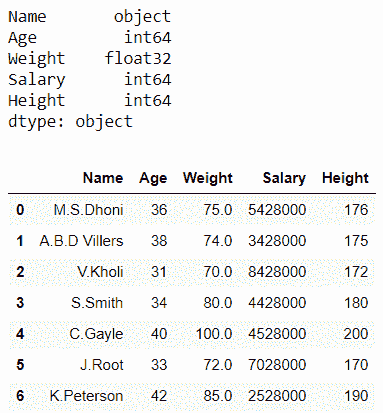 Name object
Age int64
Weight float32
Salary int64
Height int64
dtype: object
Name Age Weight Salary Height
0 M.S.Dhoni 36 75.0 5428000 176
1 A.B.D Villers 38 74.0 3428000 175
2 V.Kholi 31 70.0 8428000 172
3 S.Smith 34 80.0 4428000 180
4 C.Gayle 40 100.0 4528000 200
5 J.Root 33 72.0 7028000 170
6 K.Peterson 42 85.0 2528000 190